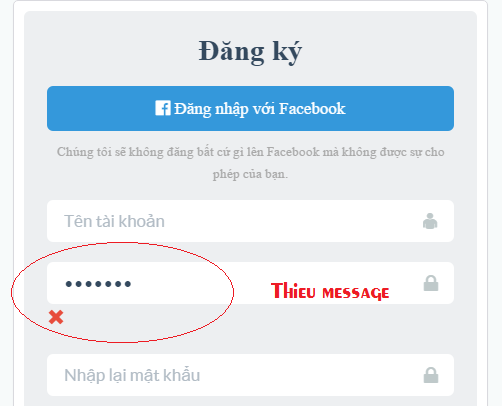 Đăng ký
Đăng nhập với Facebook
Chúng tôi sẽ không đăng bất cứ gì lên Facebook mà không được sự cho
phép của bạn.
Tên tài khoản
•••••••
Thieu message
Nhập lại mật khẩu